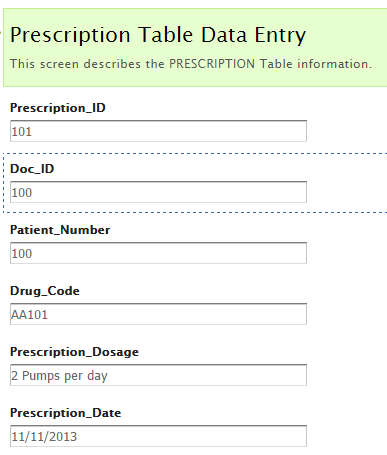 Prescription Table Data Entry
This screen describes the PRESCRIPTION Table information.
Prescription_ID
101
Doc_ID
100
Patient_Number
100
Drug_Code
AA101
Prescription_Dosage
2 Pumps per day
Prescription_Date
11/11/2013